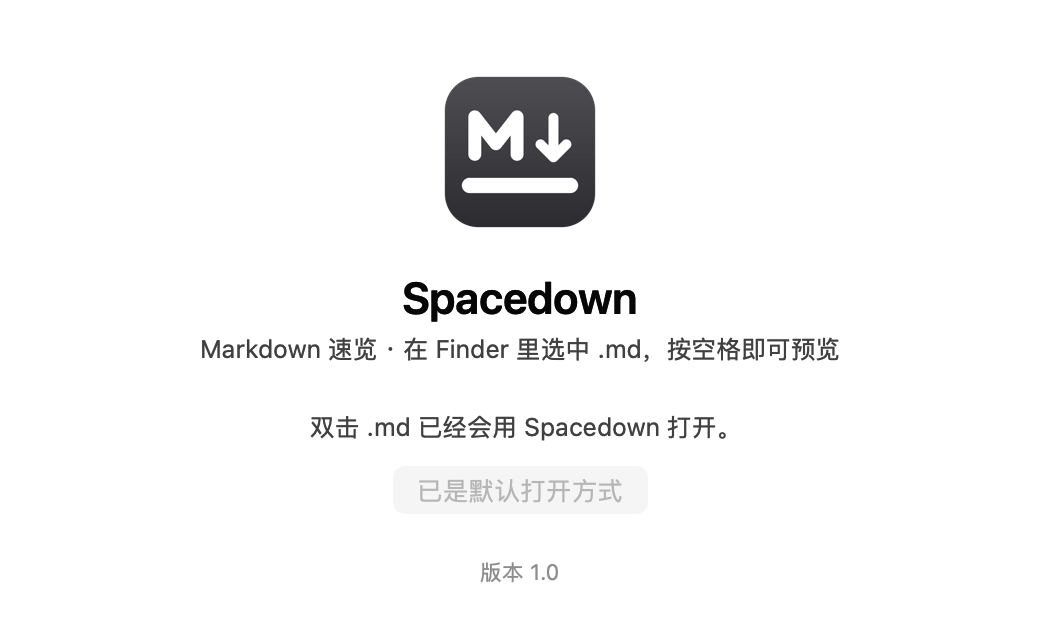 M↓
Spacedown
Markdown 速览 · 在 Finder 里选中 .md，按空格即可预览
双击 .md 已经会用 Spacedown 打开。
已是默认打开方式
版本 1.0